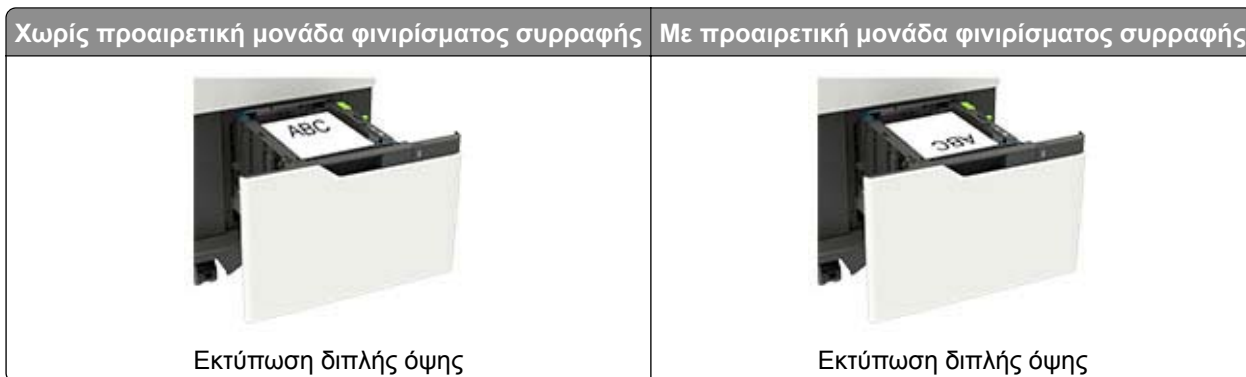 Χωρίς προαιρετική μονάδα φινιρίσματος συρραφής
Με προαιρετική μονάδα φινιρίσματος συρραφής
ABC
ABC
Εκτύπωση διπλής όψης
Εκτύπωση διπλής όψης